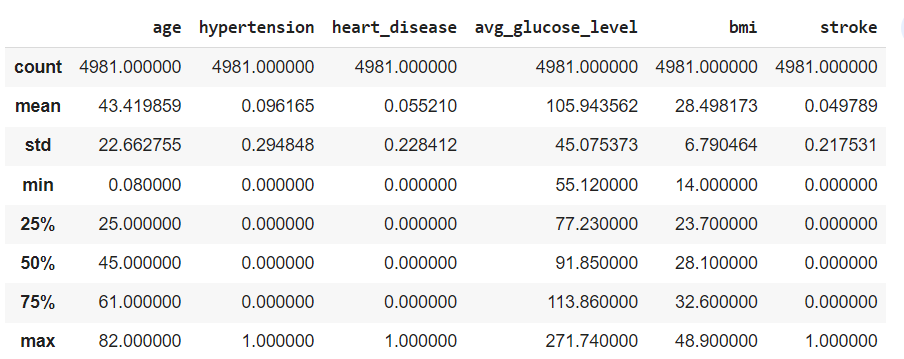 age hypertension heart_disease avg_glucose_level bmi stroke
count 4981.000000 4981.000000 4981.000000 4981.000000 4981.000000 4981.000000
mean 43.419859 0.096165 0.055210 105.943562 28.498173 0.049789
std 22.662755 0.294848 0.228412 45.075373 6.790464 0.217531
min 0.080000 0.000000 0.000000 55.120000 14.000000 0.000000
25% 25.000000 0.000000 0.000000 77.230000 23.700000 0.000000
50% 45.000000 0.000000 0.000000 91.850000 28.100000 0.000000
75% 61.000000 0.000000 0.000000 113.860000 32.600000 0.000000
max 82.000000 1.000000 1.000000 271.740000 48.900000 1.000000